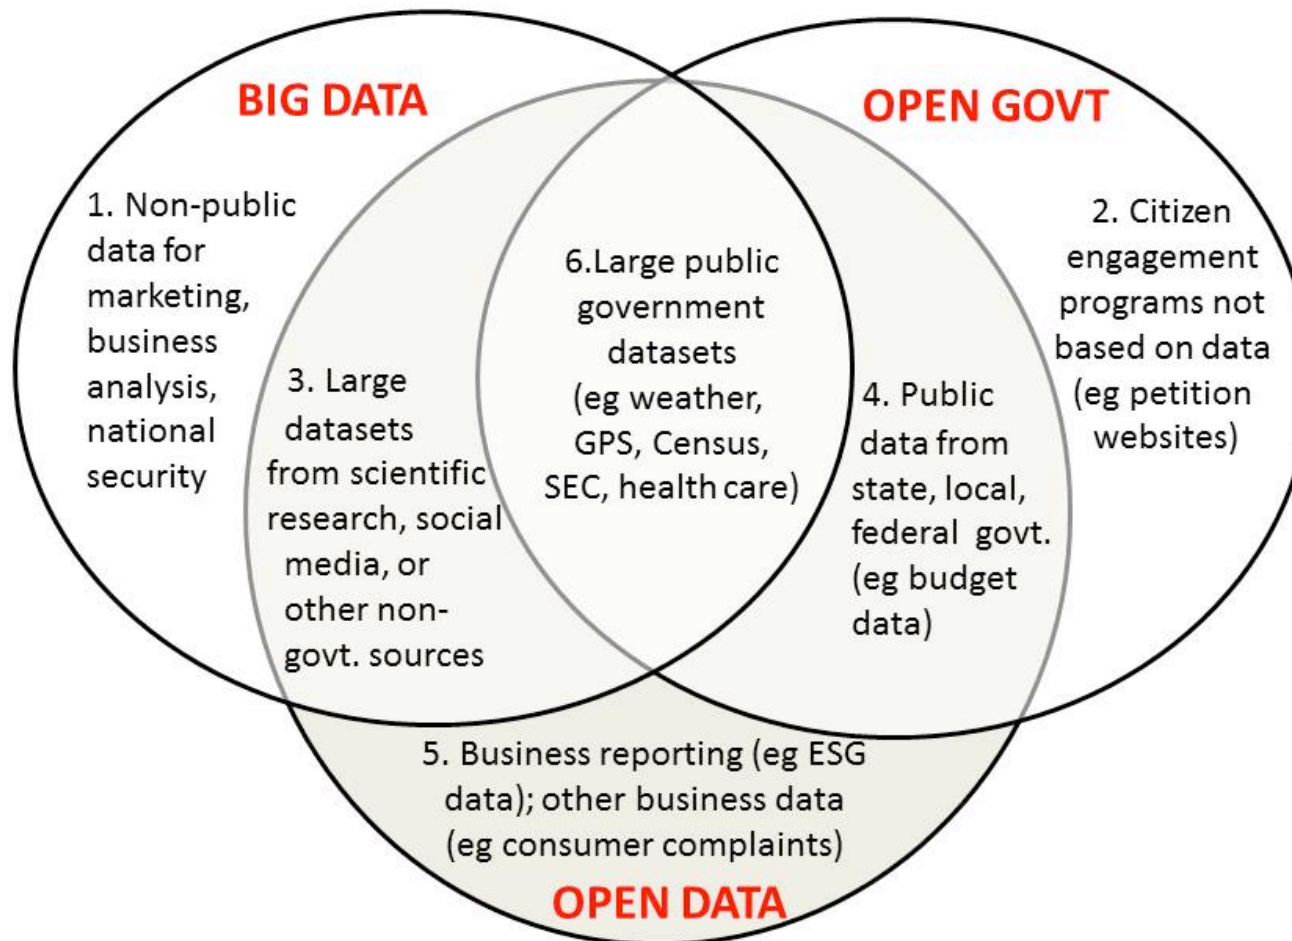 BIG DATA
OPEN GOVT
1. Non-public
data for
marketing,
business
analysis,
national
security
2. Citizen
engagement
programs not
based on data
(eg petition
websites)
6.Large public
government
datasets
(eg weather,
GPS, Census,
SEC, health care)
3. Large
datasets
from scientific
research, social
media, or
other non-
govt. sources
4. Public
data from
state, local,
federal govt.
(eg budget
data)
5. Business reporting (eg ESG
data); other business data
(eg consumer complaints)
OPEN DATA